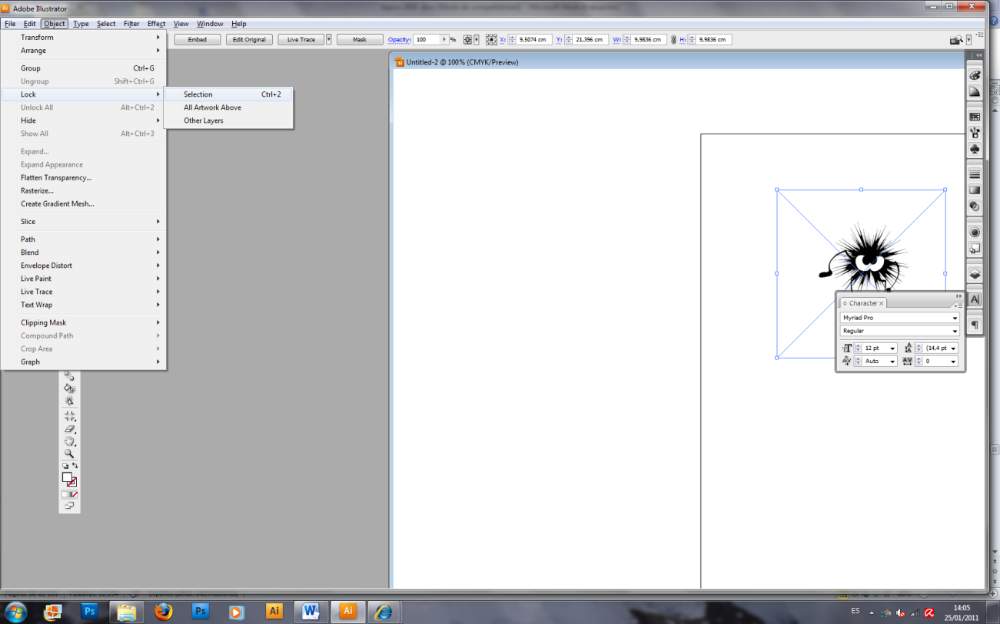 Adobe Illustrator
File Edit Object Type Select Filter Effect View Window Help
Embed Edit Original Live Trace Mask Opacity: 100 % X: 9,5074 cm Y: 21,396 cm W: 9,9836 cm H: 9,9836 cm
Transform
Arrange
Group Ctrl+G
Ungroup Shift+Ctrl+G
Lock
Unlock All Alt+Ctrl+2
Hide
Show All Alt+Ctrl+3
Expand...
Expand Appearance
Flatten Transparency...
Rasterize...
Create Gradient Mesh...
Slice
Path
Blend
Envelope Distort
Live Paint
Live Trace
Text Wrap
Clipping Mask
Compound Path
Crop Area
Graph
Selection Ctrl+2
All Artwork Above
Other Layers
Untitled-2 @ 100% (CMYK/Preview)
Character
Myriad Pro
Regular
12 pt (14,4 pt
Auto 0
Ps Ps Ai W Ai
ES
14:05
25/01/2011